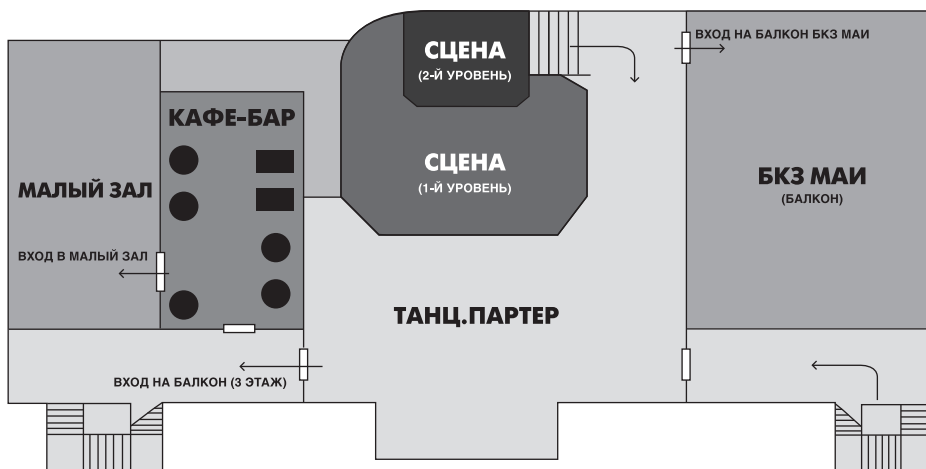 СЦЕНА
(2-Й УРОВЕНЬ)
ВХОД НА БАЛКОН БКЗ МАИ
КАФЕ-БАР
СЦЕНА
(1-Й УРОВЕНЬ)
МАЛЫЙ ЗАЛ
БКЗ МАИ
(БАЛКОН)
ВХОД В МАЛЫЙ ЗАЛ
ТАНЦ.ПАРТЕР
ВХОД НА БАЛКОН (3 ЭТАЖ)